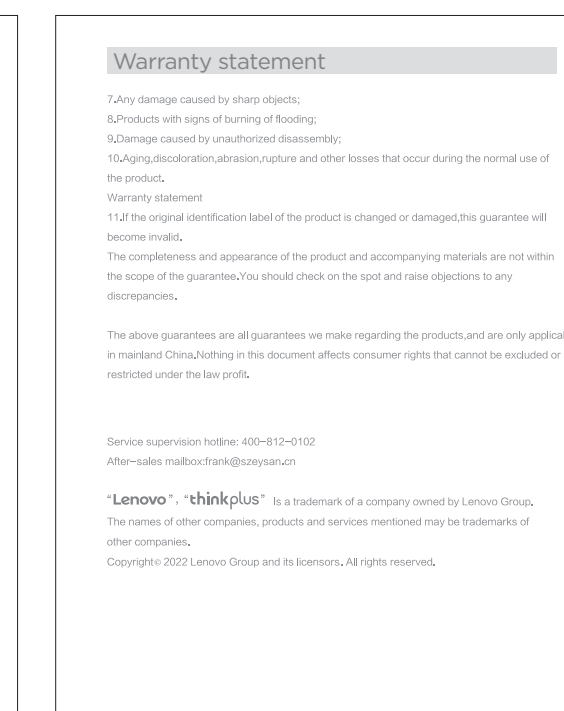 Warranty statement
7.Any damage caused by sharp objects;
8.Products with signs of burning of flooding;
9.Damage caused by unauthorized disassembly;
10.Aging,discoloration,abrasion,rupture and other losses that occur during the normal use of
the product.
Warranty statement
11.If the original identification label of the product is changed or damaged,this guarantee will
become invalid.
The completeness and appearance of the product and accompanying materials are not within
the scope of the guarantee.You should check on the spot and raise objections to any
discrepancies.
The above guarantees are all guarantees we make regarding the products,and are only
in mainland China.Nothing in this document affects consumer rights that cannot be excluded or
restricted under the law profit.
Service supervision hotline: 400-812-0102
After-sales mailbox:frank@szeysan.cn
"Lenovo", "thinkplus" Is a trademark of a company owned by Lenovo Group.
The names of other companies, products and services mentioned may be trademarks of
other companies.
Copyright© 2022 Lenovo Group and its licensors. All rights reserved.